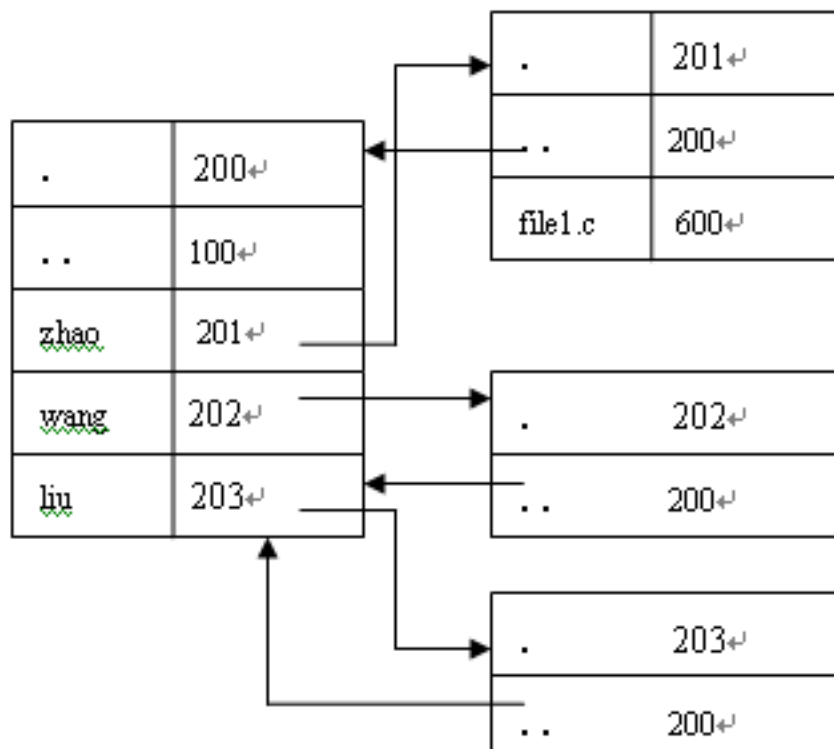 . 200↵
. . 100↵
zhao 201↵
wang 202↵
liu 203↵
. 201↵
. . 200↵
file1.c 600↵
. 202↵
. . 200↵
. 203↵
. . 200↵